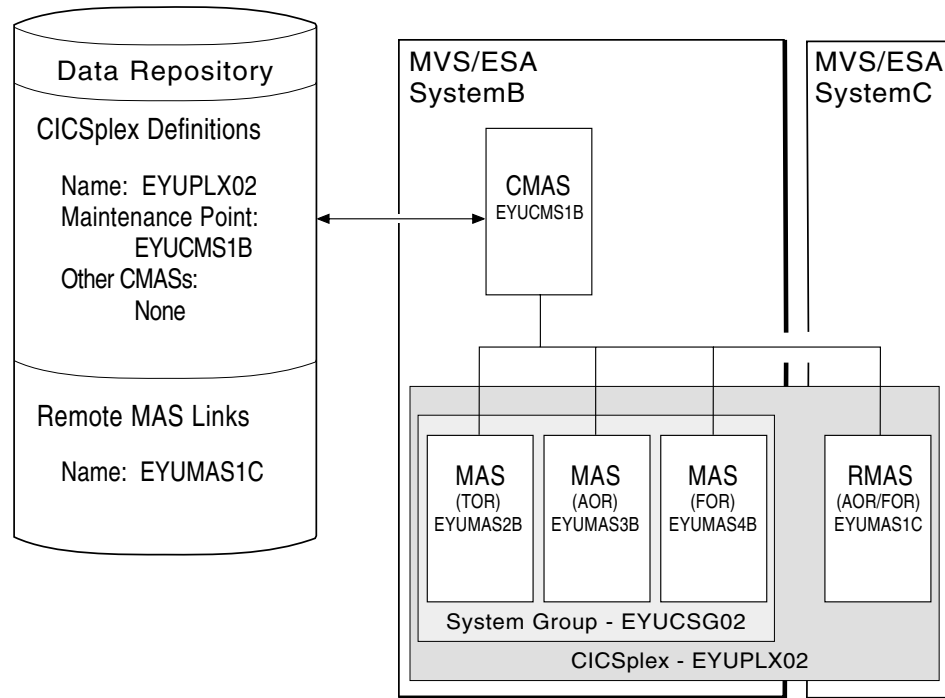 Data Repository
CICSplex Definitions
Name: EYUPLX02
Maintenance Point:
EYUCMS1B
Other CMASs:
None
Remote MAS Links
Name: EYUMAS1C
MVS/ESA
SystemB
CMAS
EYUCMS1B
MVS/ESA
SystemC
MAS
(TOR)
EYUMAS2B
MAS
(AOR)
EYUMAS3B
MAS
(FOR)
EYUMAS4B
RMAS
(AOR/FOR)
EYUMAS1C
System Group - EYUCSG02
CICSplex - EYUPLX02